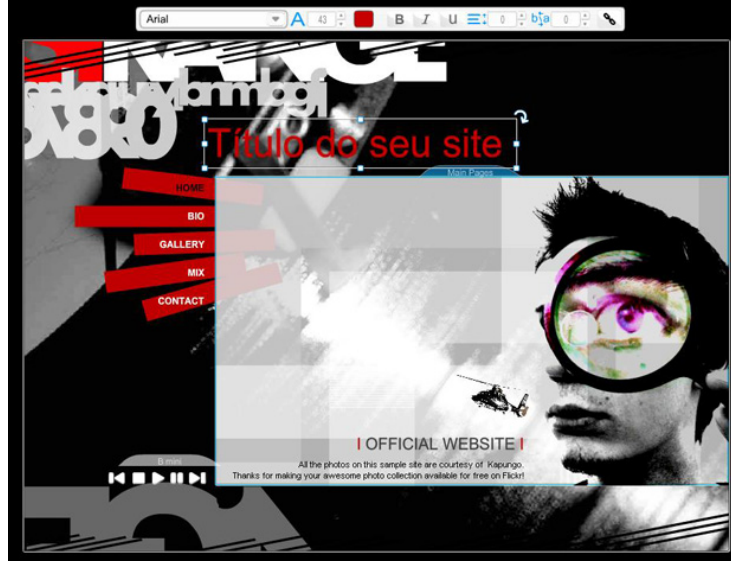 Arial
A 43 B I U 0 b a 0
RANGE
Título do seu site
Main Pages
HOME
BIO
GALLERY
MIX
CONTACT
I OFFICIAL WEBSITE I
All the photos on this sample site are courtesy of Kapungo.
Thanks for making your awesome photo collection available for free on Flickr!
B mini